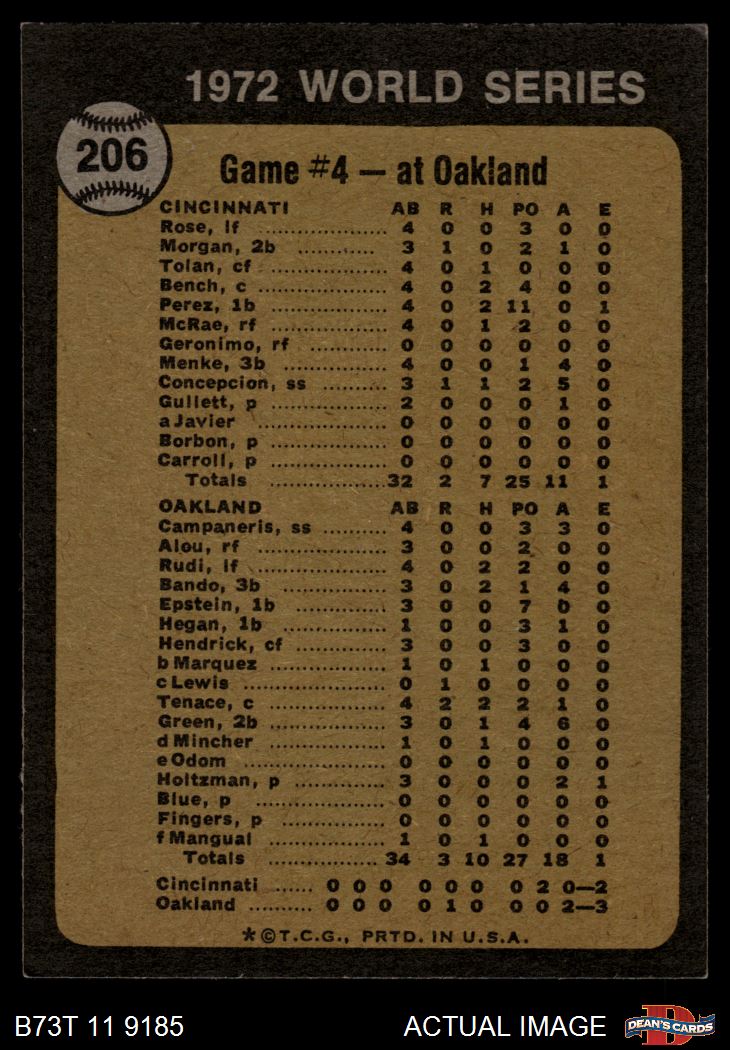 1972 WORLD SERIES
206
Game #4 — at Oakland
CINCINNATI AB R H PO A E
Rose, lf .................... 4 0 0 3 0 0
Morgan, 2b ............ 3 1 0 2 1 0
Tolan, cf .................. 4 0 1 0 0 0
Bench, c .................... 4 0 2 4 0 0
Perez, 1b .................. 4 0 2 11 0 1
McRae, rf .................. 4 0 1 2 0 0
Geronimo, rf ............ 0 0 0 0 0 0
Menke, 3b ................ 4 0 0 1 4 0
Concepcion, ss .......... 3 1 1 2 5 0
Gullett, p .................. 2 0 0 0 1 0
a Javier .................... 0 0 0 0 0 0
Borbon, p .................. 0 0 0 0 0 0
Carroll, p .................. 0 0 0 0 0 0
Totals .................. 32 2 7 25 11 1
OAKLAND AB R H PO A E
Campaneris, ss .......... 4 0 0 3 3 0
Alou, rf .................... 3 0 0 2 0 0
Rudi, lf .................... 4 0 2 2 0 0
Bando, 3b ................ 3 0 2 1 4 0
Epstein, 1b .............. 3 0 0 7 0 0
Hegan, 1b ................ 1 0 0 3 1 0
Hendrick, cf .............. 3 0 0 3 0 0
b Marquez ................ 1 0 1 0 0 0
c Lewis .................... 0 1 0 0 0 0
Tenace, c .................. 4 2 2 2 1 0
Green, 2b ................ 3 0 1 4 6 0
d Mincher ................ 1 0 1 0 0 0
e Odom .................... 0 0 0 0 0 0
Holtzman, p .............. 3 0 0 0 2 1
Blue, p .................... 0 0 0 0 0 0
Fingers, p ................ 0 0 0 0 0 0
f Mangual ................ 1 0 1 0 0 0
Totals .................. 34 3 10 27 18 1
Cincinnati ...... 0 0 0 0 0 0 0 2 0—2
Oakland .......... 0 0 0 0 1 0 0 0 2—3
*©T.C.G., PRTD. IN U.S.A.
B73T 11 9185 ACTUAL IMAGE
D
DEAN'S CARDS